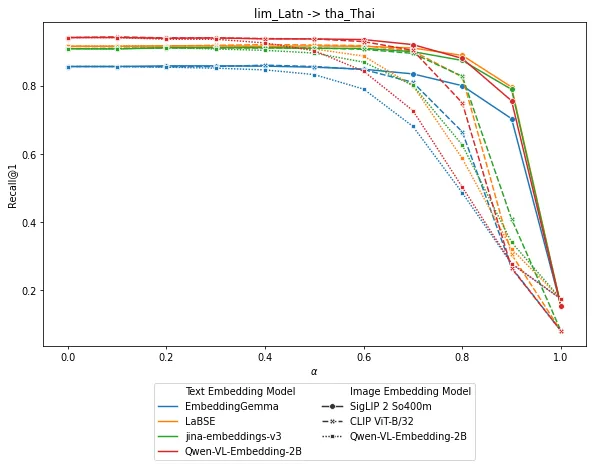 lim_Latn -> tha_Thai
Recall@1
0.8
0.6
0.4
0.2
0.0 0.2 0.4 0.6 0.8 1.0
α
Text Embedding Model Image Embedding Model
EmbeddingGemma SigLIP 2 So400m
LaBSE CLIP ViT-B/32
jina-embeddings-v3 Qwen-VL-Embedding-2B
Qwen-VL-Embedding-2B